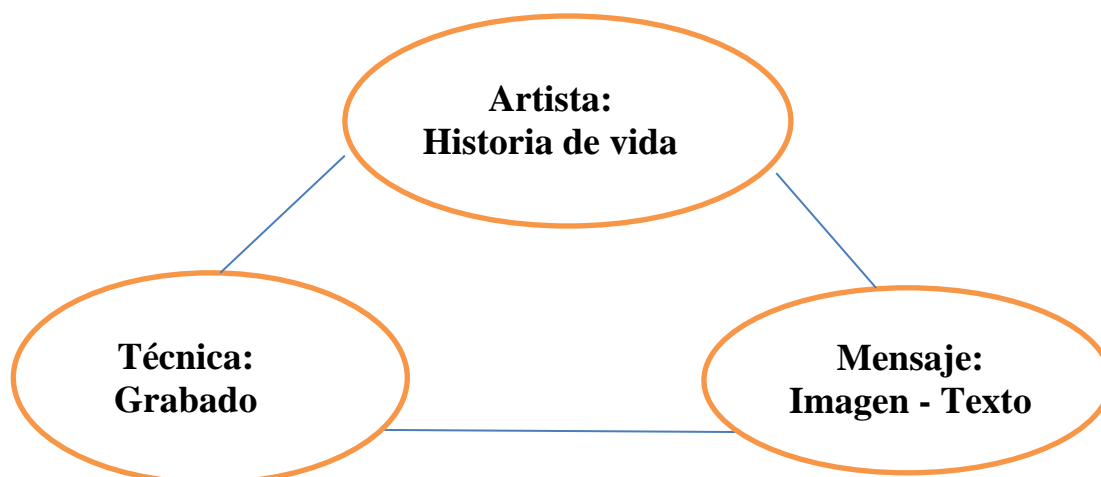 Artista:
Historia de vida
Técnica:
Grabado
Mensaje:
Imagen - Texto